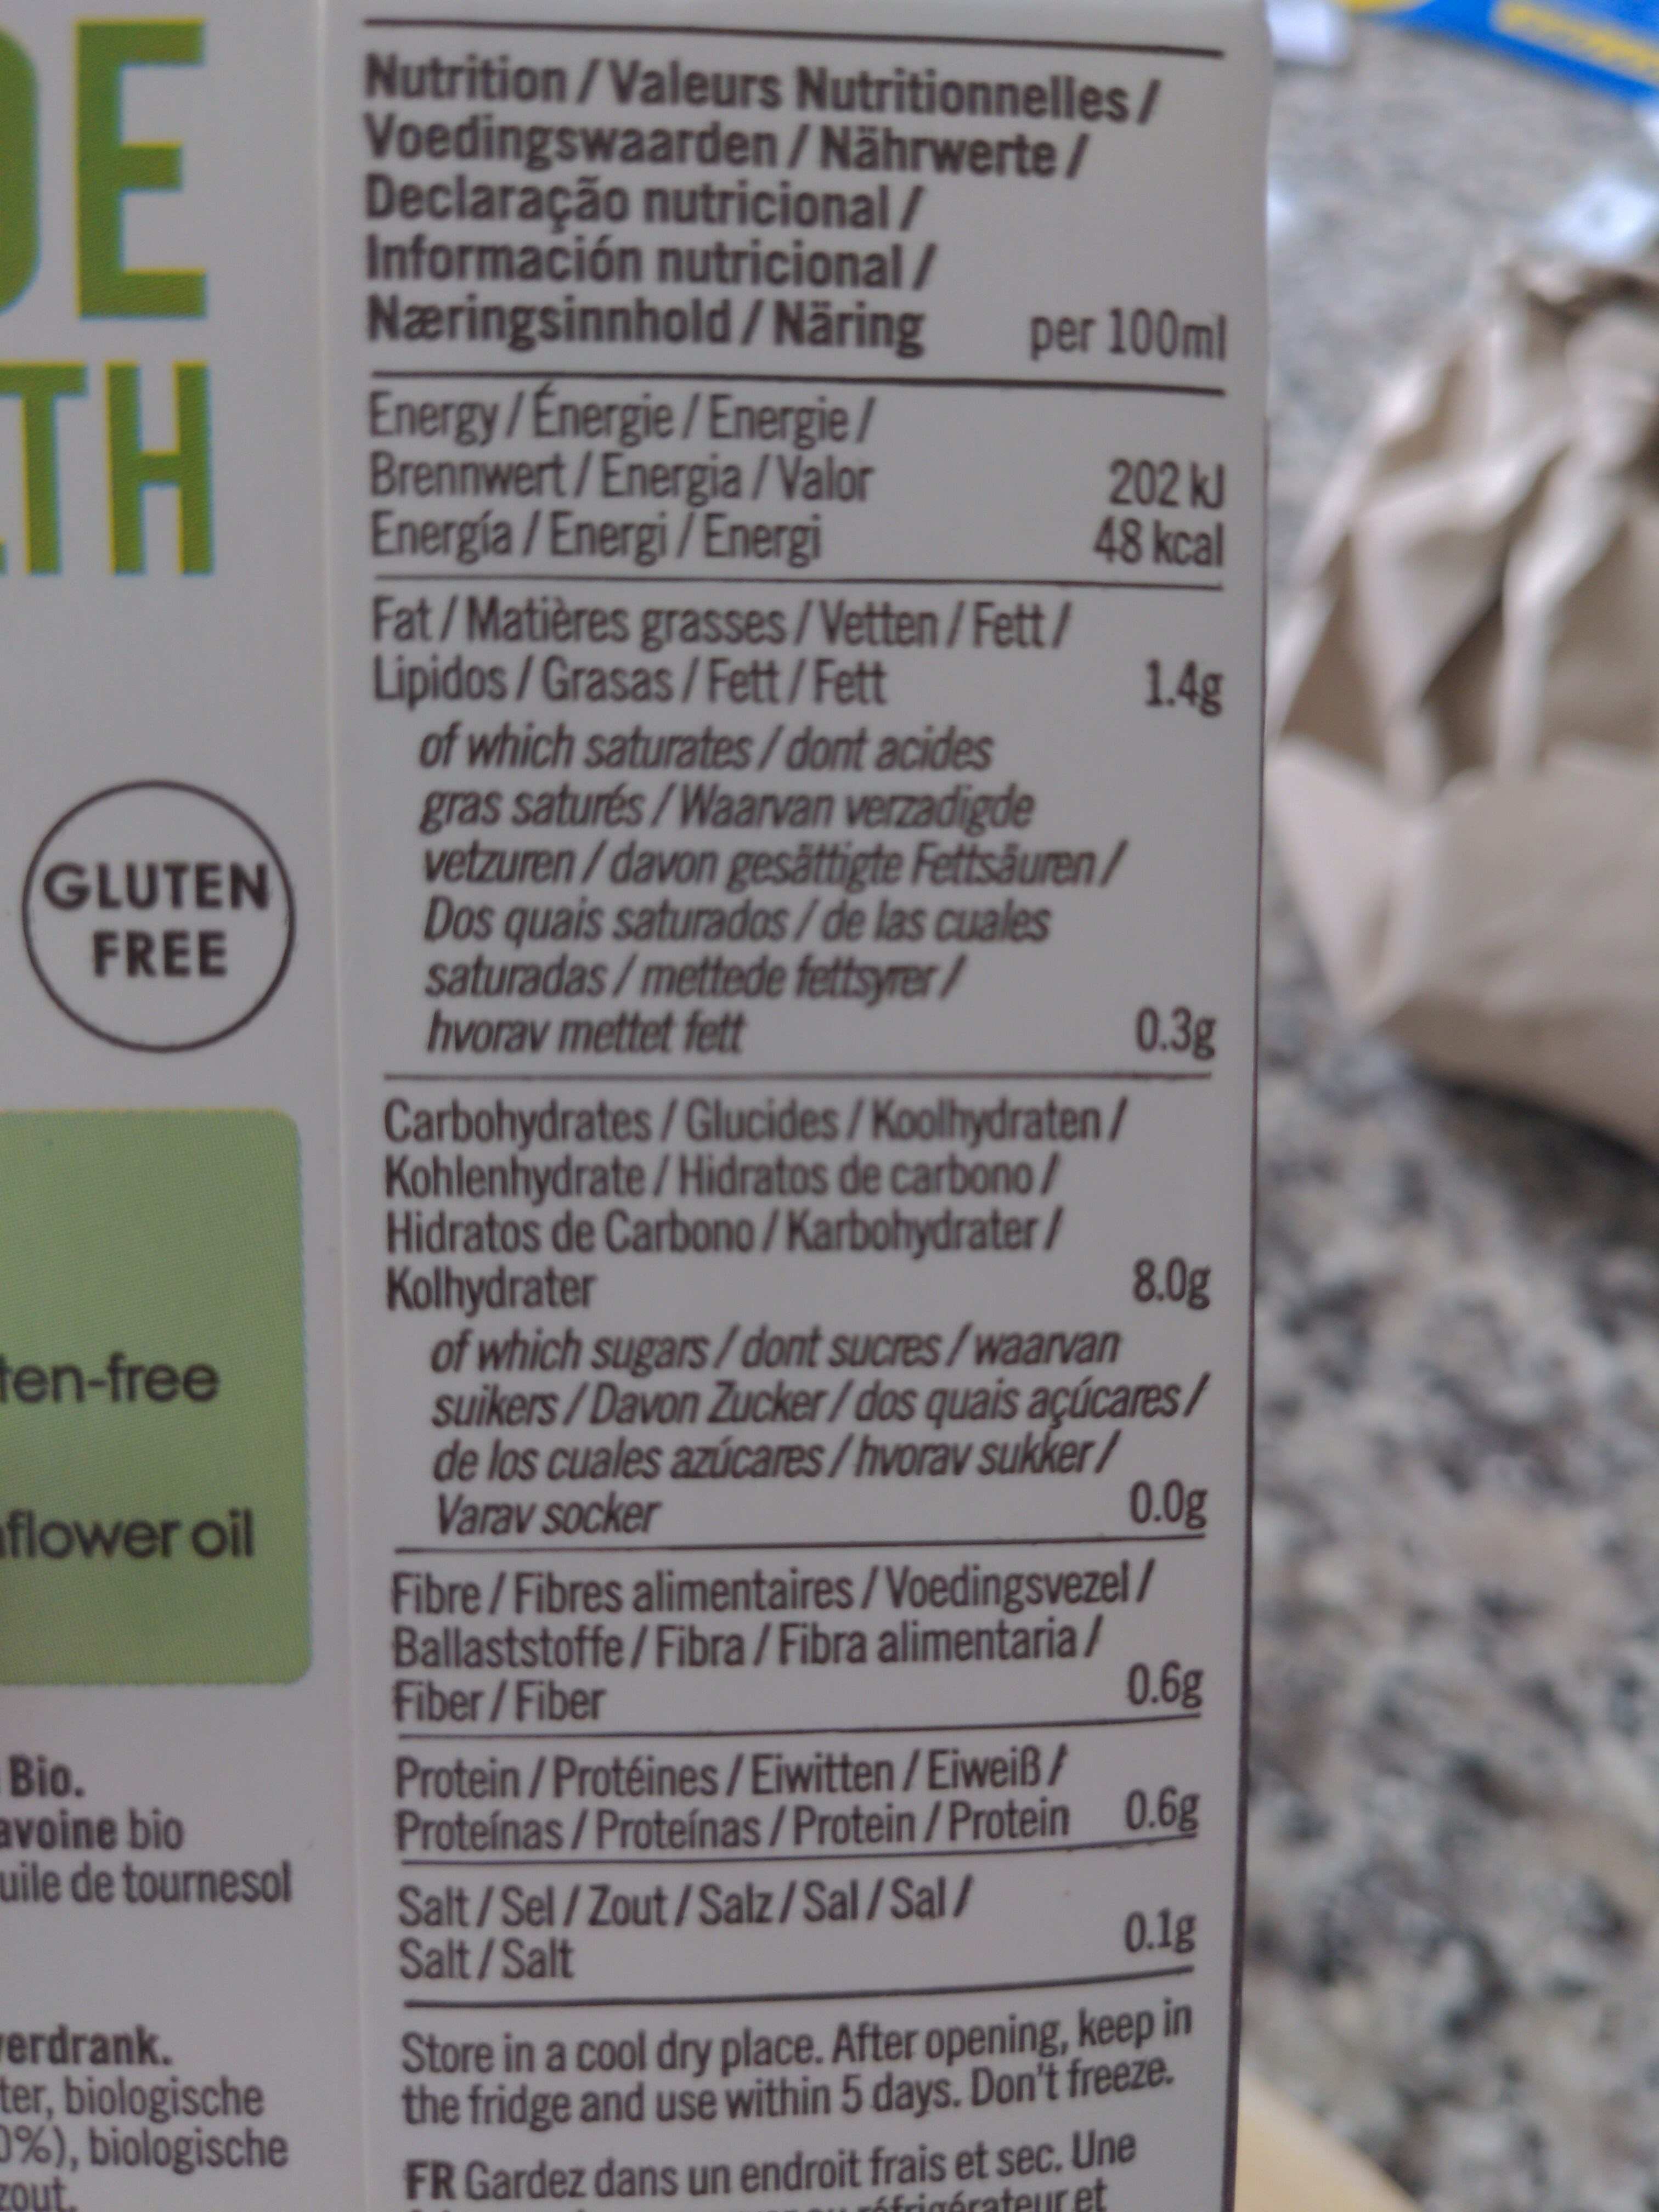 DE
LTH
GLUTEN
FREE
ten-free
flower oil
Bio.
avoine bio
uile de tournesol
verdrank.
ter, biologische
0%), biologische
zout.
Nutrition / Valeurs Nutritionnelles /
Voedingswaarden / Nährwerte /
Declaração nutricional /
Información nutricional /
Næringsinnhold / Näring per 100ml
Energy / Énergie / Energie /
Brennwert / Energia / Valor 202 kJ
Energía / Energi / Energi 48 kcal
Fat / Matières grasses / Vetten / Fett /
Lipidos / Grasas / Fett / Fett 1.4g
of which saturates / dont acides
gras saturés / Waarvan verzadigde
vetzuren / davon gesättigte Fettsäuren /
Dos quais saturados / de las cuales
saturadas / mettede fettsyrer /
hvorav mettet fett 0.3g
Carbohydrates / Glucides / Koolhydraten /
Kohlenhydrate / Hidratos de carbono /
Hidratos de Carbono / Karbohydrater /
Kolhydrater 8.0g
of which sugars / dont sucres / waarvan
suikers / Davon Zucker / dos quais açúcares /
de los cuales azúcares / hvorav sukker /
Varav socker 0.0g
Fibre / Fibres alimentaires / Voedingsvezel /
Ballaststoffe / Fibra / Fibra alimentaria /
Fiber / Fiber 0.6g
Protein / Protéines / Eiwitten / Eiweiß /
Proteínas / Proteínas / Protein / Protein 0.6g
Salt / Sel / Zout / Salz / Sal / Sal /
Salt / Salt 0.1g
Store in a cool dry place. After opening, keep in
the fridge and use within 5 days. Don't freeze.
FR Gardez dans un endroit frais et sec. Une
réfrigérateur et